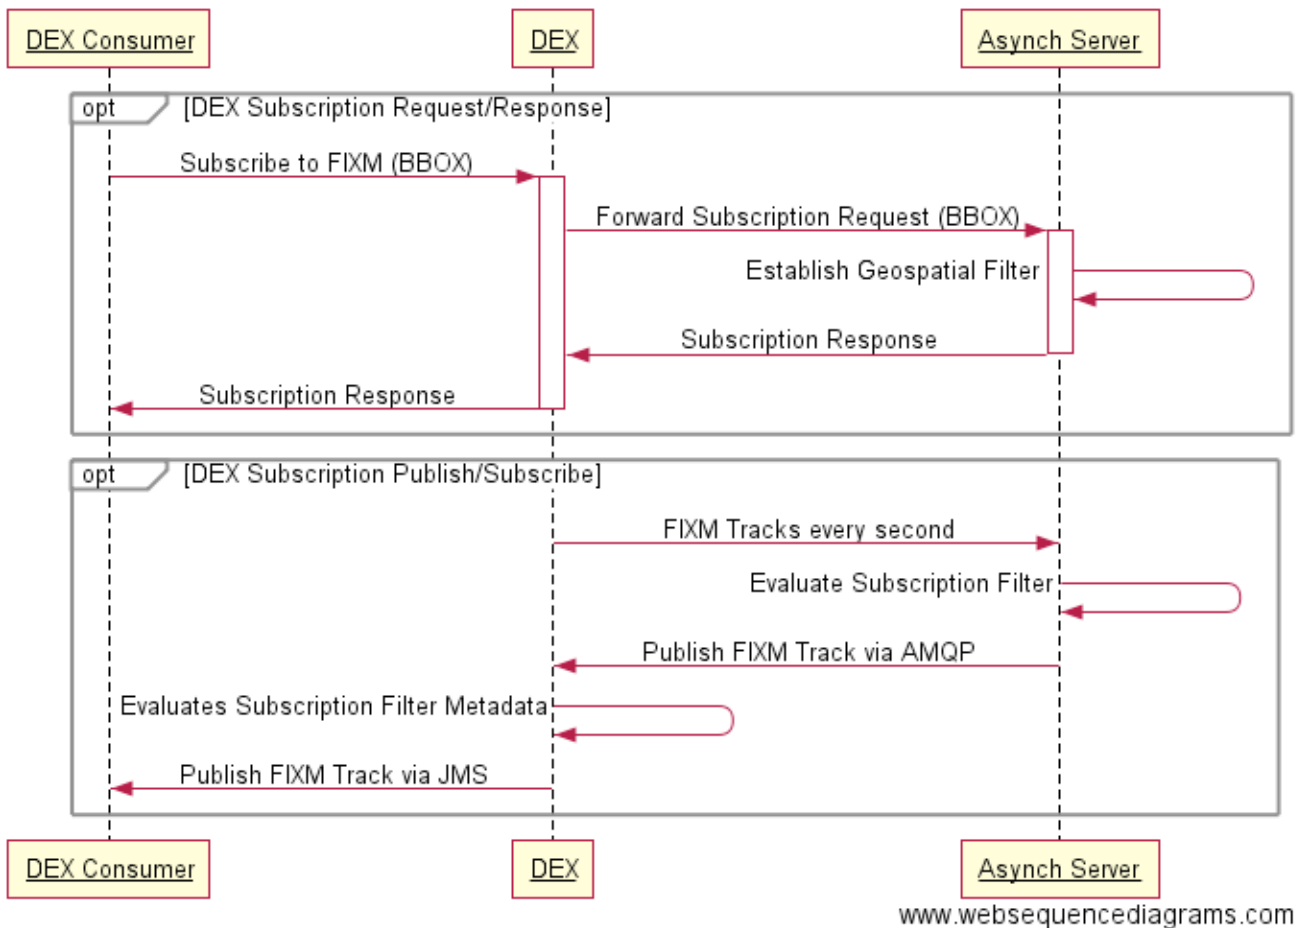 DEX Consumer DEX Asynch Server
opt [DEX Subscription Request/Response]
Subscribe to FIXM (BBOX)
Forward Subscription Request (BBOX)
Establish Geospatial Filter
Subscription Response
Subscription Response
opt [DEX Subscription Publish/Subscribe]
FIXM Tracks every second
Evaluate Subscription Filter
Publish FIXM Track via AMQP
Evaluates Subscription Filter Metadata
Publish FIXM Track via JMS
DEX Consumer DEX Asynch Server
www.websequencediagrams.com